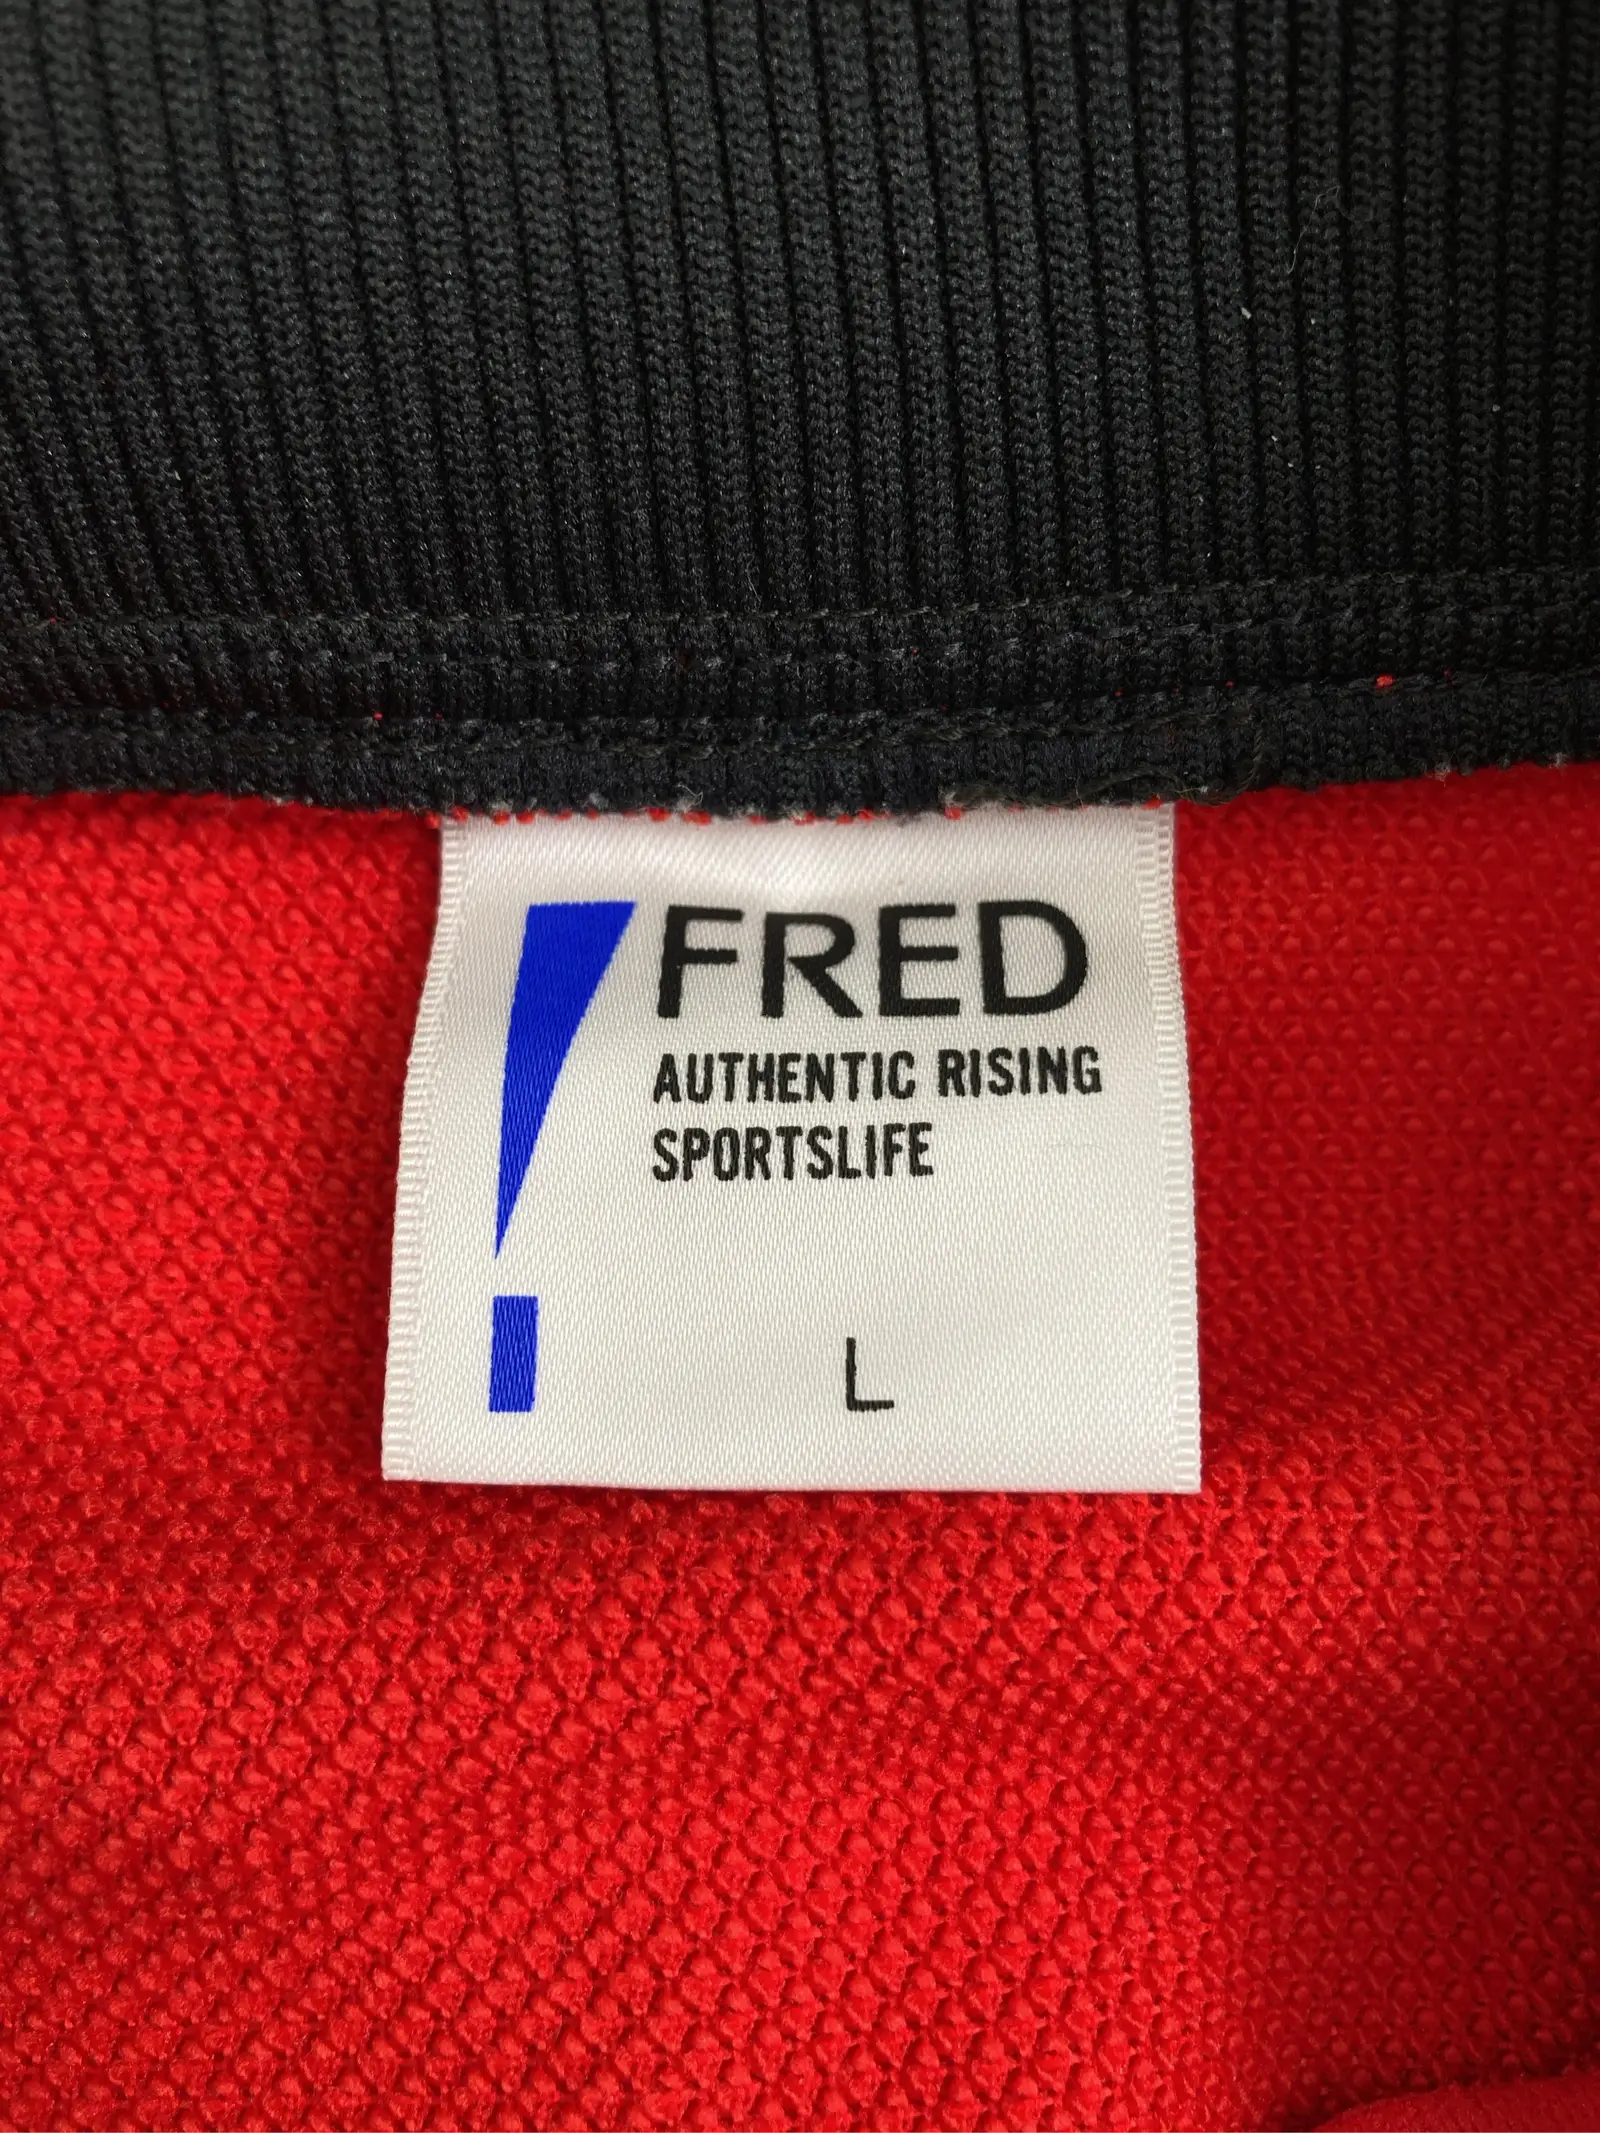 FRED
AUTHENTIC RISING
SPORTSLIFE
L